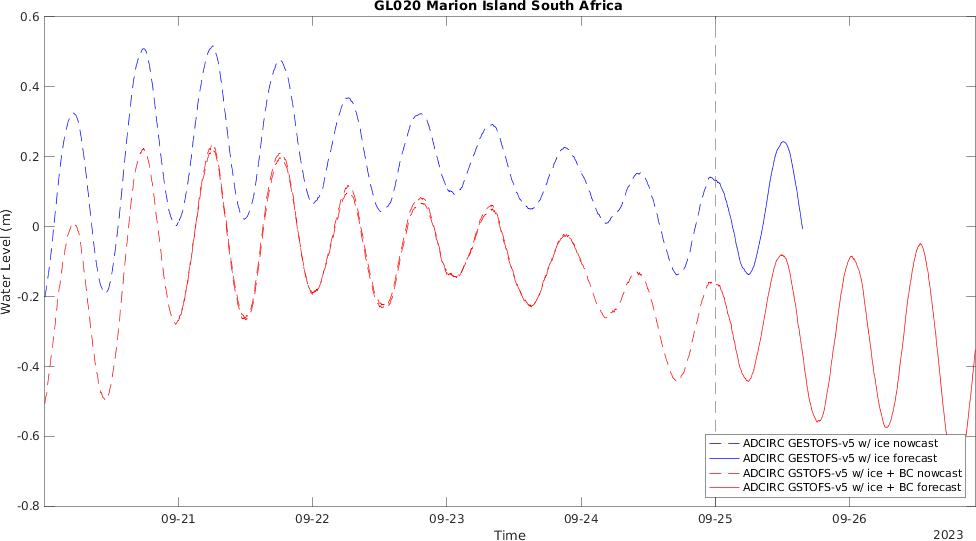 GL020 Marion Island South Africa
0.6
0.4
0.2
0
-0.2
-0.4
-0.6
-0.8
Water Level (m)
09-21
09-22
09-23
09-24
09-25
09-26
Time
2023
ADCIRC GESTOFS-v5 w/ ice nowcast
ADCIRC GESTOFS-v5 w/ ice forecast
ADCIRC GSTOFS-v5 w/ ice + BC nowcast
ADCIRC GSTOFS-v5 w/ ice + BC forecast